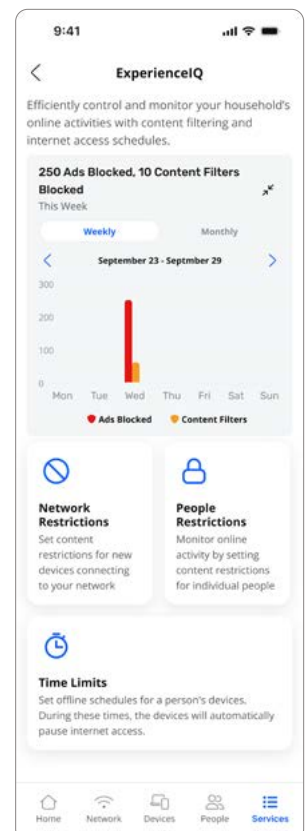 9:41
ExperienceIQ
Efficiently control and monitor your household's
online activities with content filtering and
internet access schedules.
250 Ads Blocked, 10 Content Filters
Blocked
This Week
Weekly Monthly
September 23 - Septmber 29
300
200
100
0
Mon Tue Wed Thu Fri Sat Sun
Ads Blocked Content Filters
Network
Restrictions
Set content
restrictions for new
devices connecting
to your network
People
Restrictions
Monitor online
activity by setting
content restrictions
for individual people
Time Limits
Set offline schedules for a person's devices.
During these times, the devices will automatically
pause internet access.
Home Network Devices People Services